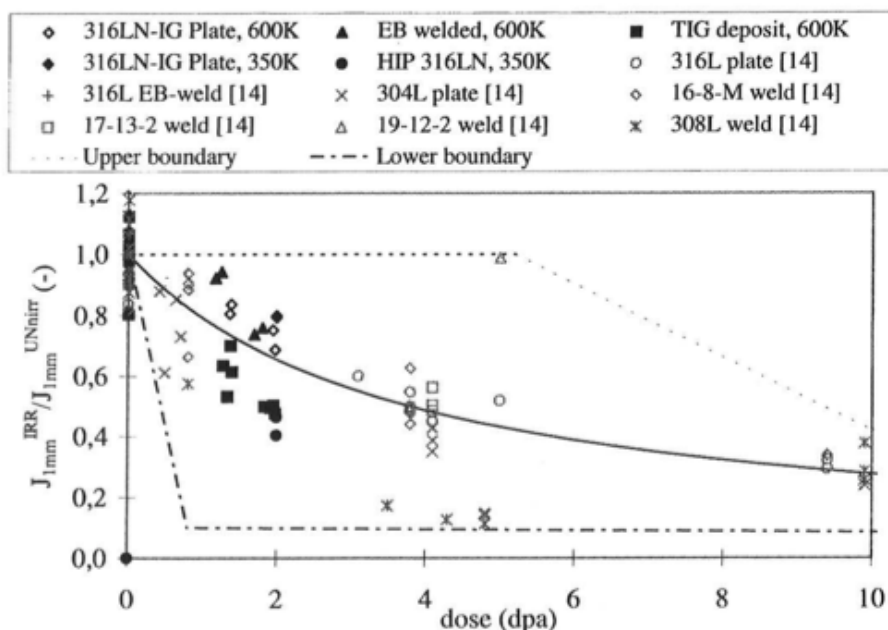 316LN-IG Plate, 600K EB welded, 600K TIG deposit, 600K
316LN-IG Plate, 350K HIP 316LN, 350K 316L plate [14]
316L EB-weld [14] 304L plate [14] 16-8-M weld [14]
17-13-2 weld [14] 19-12-2 weld [14] 308L weld [14]
Upper boundary Lower boundary
J1mm^IRR/J1mm^UNnirr (-)
1,2
1,0
0,8
0,6
0,4
0,2
0,0
0 2 4 6 8 10
dose (dpa)